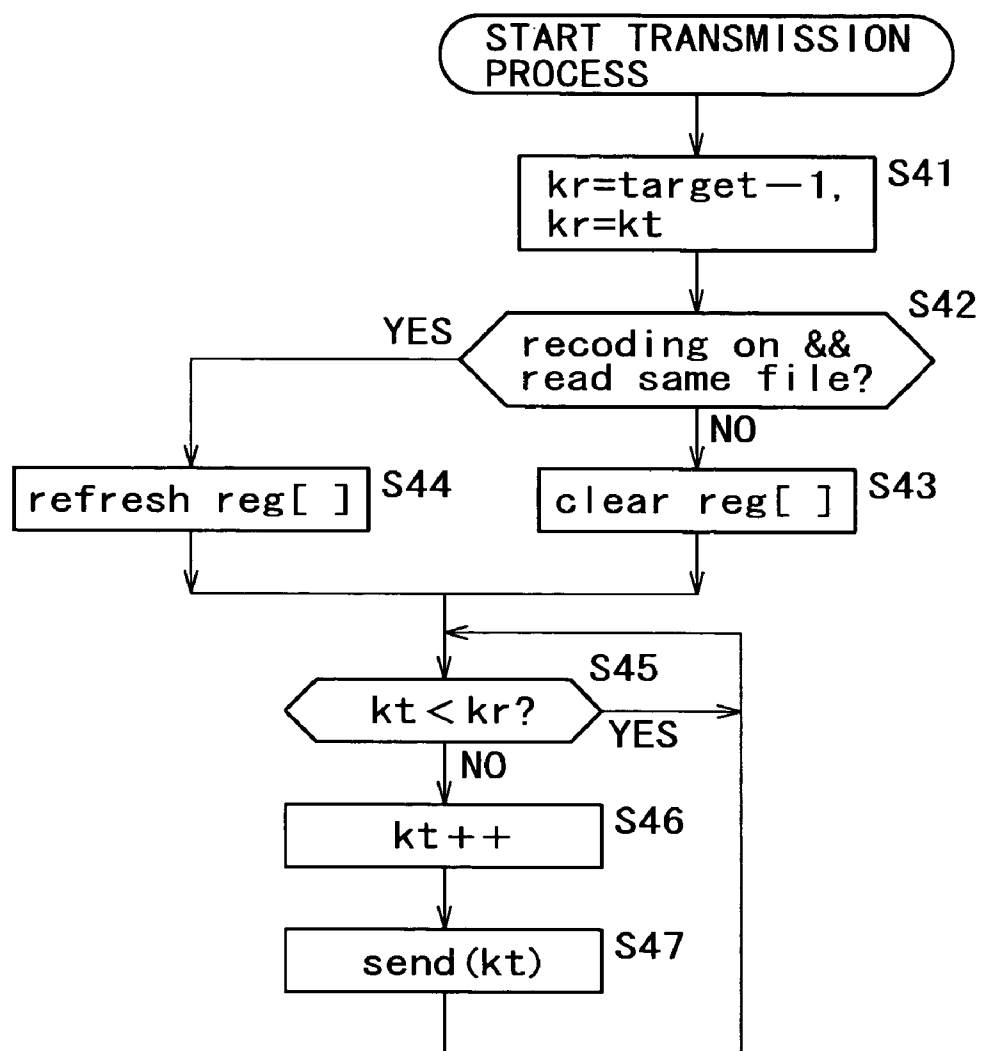 START TRANSMISSION
PROCESS
kr=target−1,
kr=kt
S41
S42
YES
recoding on &&
read same file?
NO
refresh reg[ ]
S44
clear reg[ ]
S43
S45
kt<kr?
YES
NO
kt++
S46
send(kt)
S47